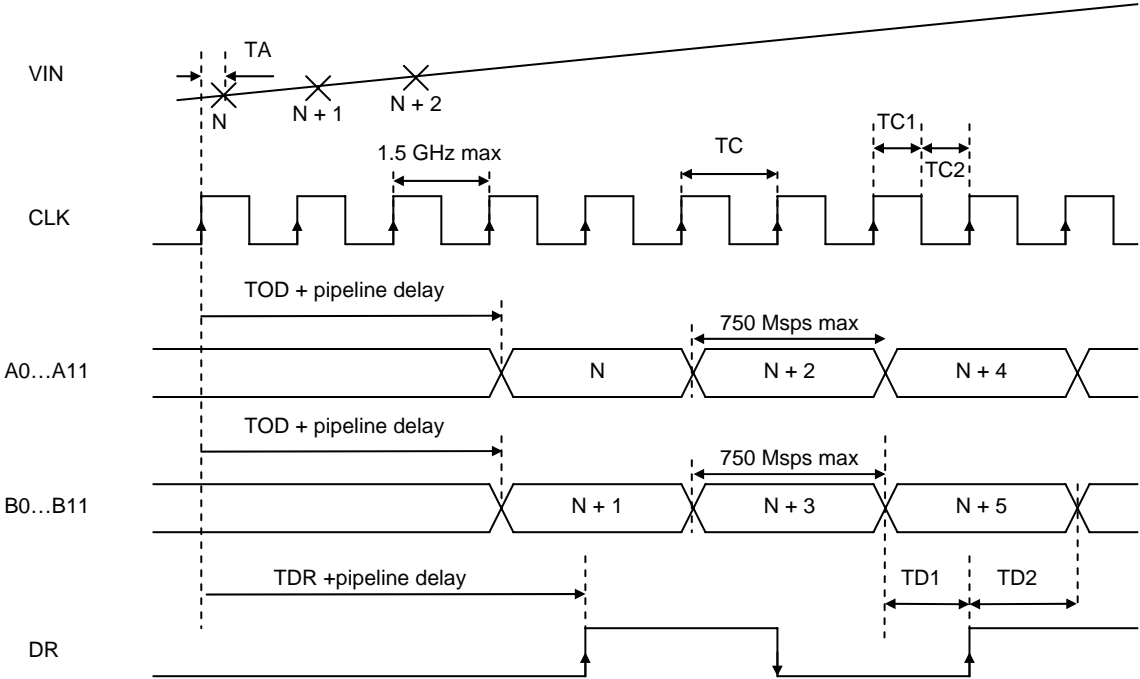 TA
VIN
N
N + 1
N + 2
1.5 GHz max
TC
TC1
TC2
CLK
TOD + pipeline delay
750 Msps max
A0…A11
N
N + 2
N + 4
TOD + pipeline delay
750 Msps max
B0…B11
N + 1
N + 3
N + 5
TDR +pipeline delay
TD1
TD2
DR